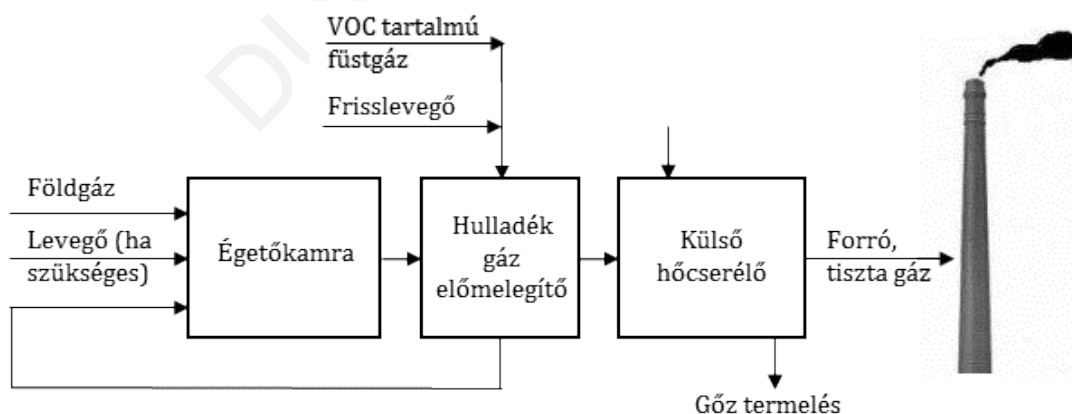 VOC tartalmú
füstgáz
Frisslevegő
Földgáz
Levegő (ha
szükséges)
Égetőkamra
Hulladék
gáz
előmelegítő
Külső
hőcserélő
Forró,
tiszta gáz
Gőz termelés